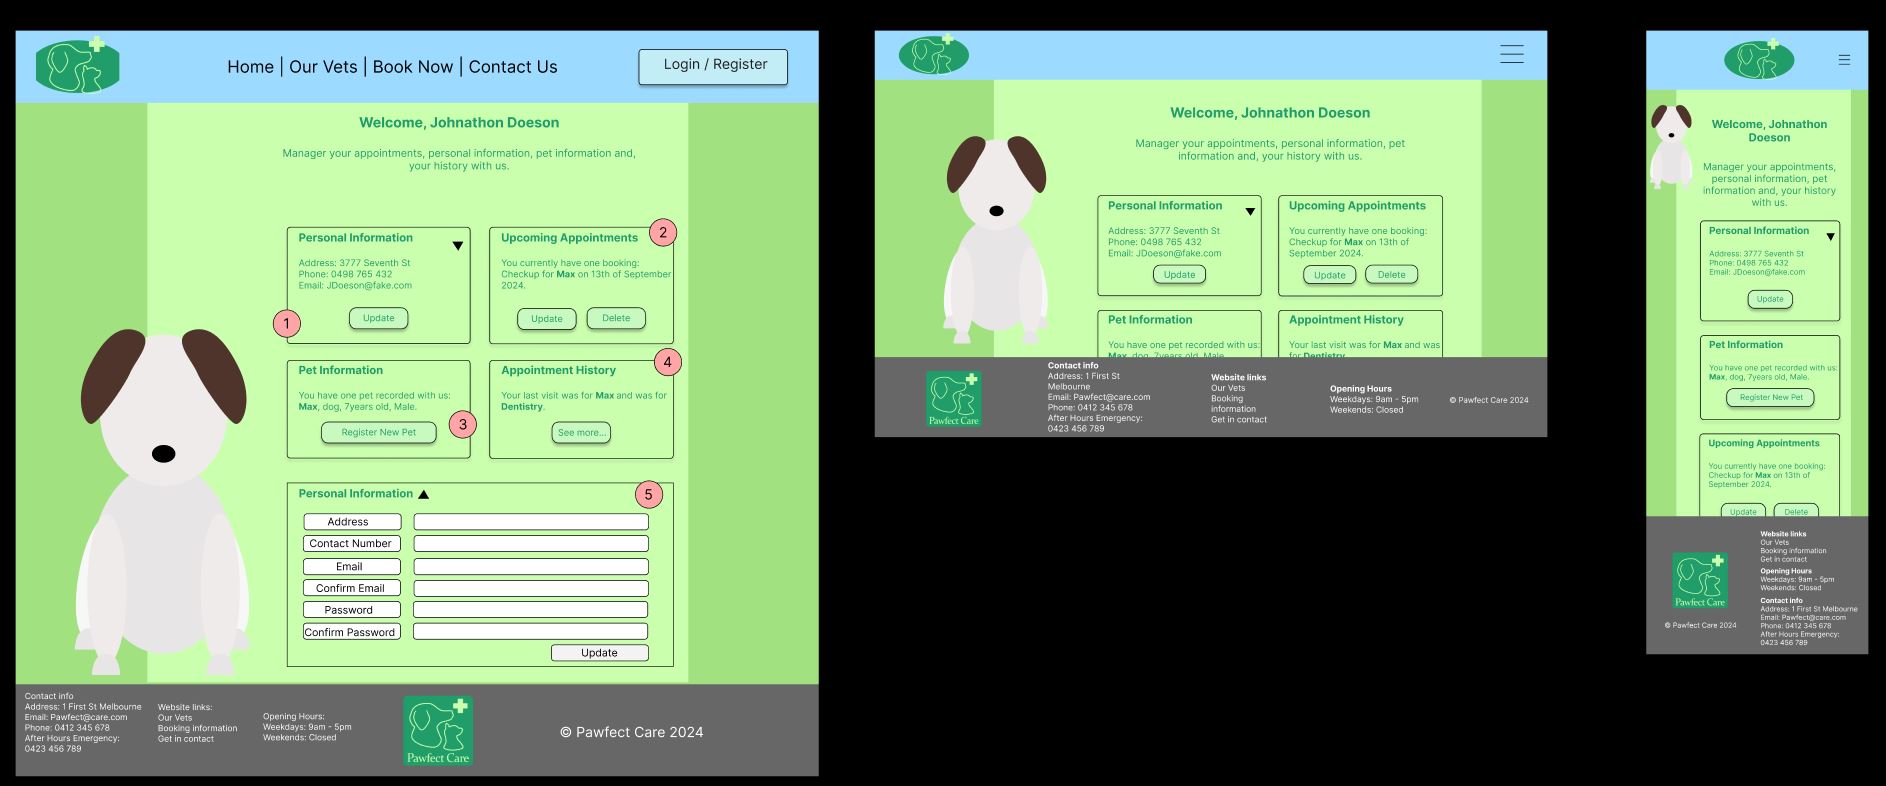 Home | Our Vets | Book Now | Contact Us
Login / Register
Welcome, Johnathon Doeson
Manager your appointments, personal information, pet information and,
your history with us.
Personal Information
Address: 3777 Seventh St
Phone: 0498 765 432
Email: JDoeson@fake.com
Update
1
Upcoming Appointments
2
You currently have one booking:
Checkup for Max on 13th of September
2024.
Update
Delete
Pet Information
You have one pet recorded with us:
Max, dog, 7years old, Male.
Register New Pet
3
Appointment History
4
Your last visit was for Max and was for
Dentistry.
See more...
Personal Information
5
Address
Contact Number
Email
Confirm Email
Password
Confirm Password
Update
Contact info
Address: 1 First St Melbourne
Email: Pawfect@care.com
Phone: 0412 345 678
After Hours Emergency:
0423 456 789
Website links:
Our Vets
Booking information
Get in contact
Opening Hours:
Weekdays: 9am - 5pm
Weekends: Closed
Pawfect Care
© Pawfect Care 2024
Welcome, Johnathon Doeson
Manager your appointments, personal information, pet
information and, your history with us.
Personal Information
Address: 3777 Seventh St
Phone: 0498 765 432
Email: JDoeson@fake.com
Update
Upcoming Appointments
You currently have one booking:
Checkup for Max on 13th of
September 2024.
Update
Delete
Pet Information
You have one pet recorded with us:
Max, dog, 7years old, Male.
Appointment History
Your last visit was for Max and was
for Dentistry.
Pawfect Care
Contact info
Address: 1 First St
Melbourne
Email: Pawfect@care.com
Phone: 0412 345 678
After Hours Emergency:
0423 456 789
Website links
Our Vets
Booking
information
Get in contact
Opening Hours
Weekdays: 9am - 5pm
Weekends: Closed
© Pawfect Care 2024
Welcome, Johnathon
Doeson
Manager your appointments,
personal information, pet
information and, your history
with us.
Personal Information
Address: 3777 Seventh St
Phone: 0498 765 432
Email: JDoeson@fake.com
Update
Pet Information
You have one pet recorded with us:
Max, dog, 7years old, Male.
Register New Pet
Upcoming Appointments
You currently have one booking:
Checkup for Max on 13th of
September 2024.
Update
Delete
Website links
Our Vets
Booking information
Get in contact
Opening Hours
Weekdays: 9am - 5pm
Weekends: Closed
Contact info
Address: 1 First St Melbourne
Email: Pawfect@care.com
Phone: 0412 345 678
After Hours Emergency:
0423 456 789
Pawfect Care
© Pawfect Care 2024